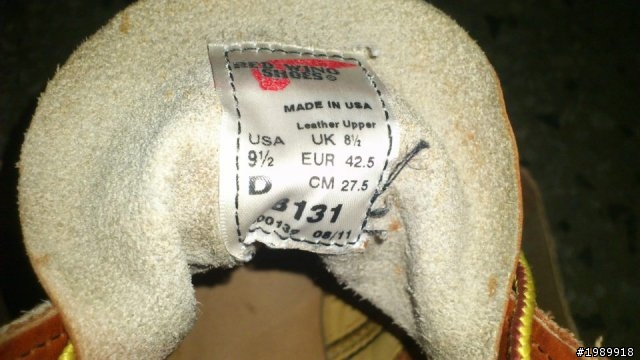 RED WING
SHOES®
MADE IN USA
Leather Upper
USA UK 8½
9½ EUR 42.5
D CM 27.5
8131
08/11
#1989918